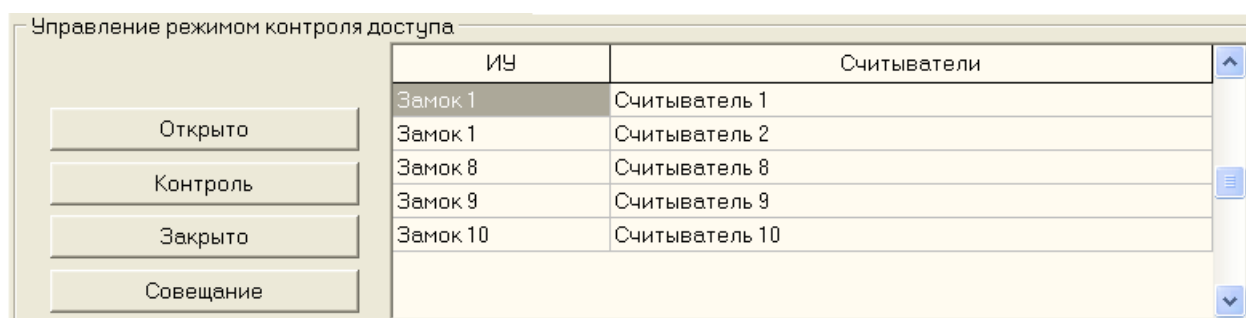 Управление режимом контроля доступа
ИУ Считыватели
Замок 1 Считыватель 1
Открыто
Замок 1 Считыватель 2
Контроль
Замок 8 Считыватель 8
Замок 9 Считыватель 9
Закрыто
Замок 10 Считыватель 10
Совещание